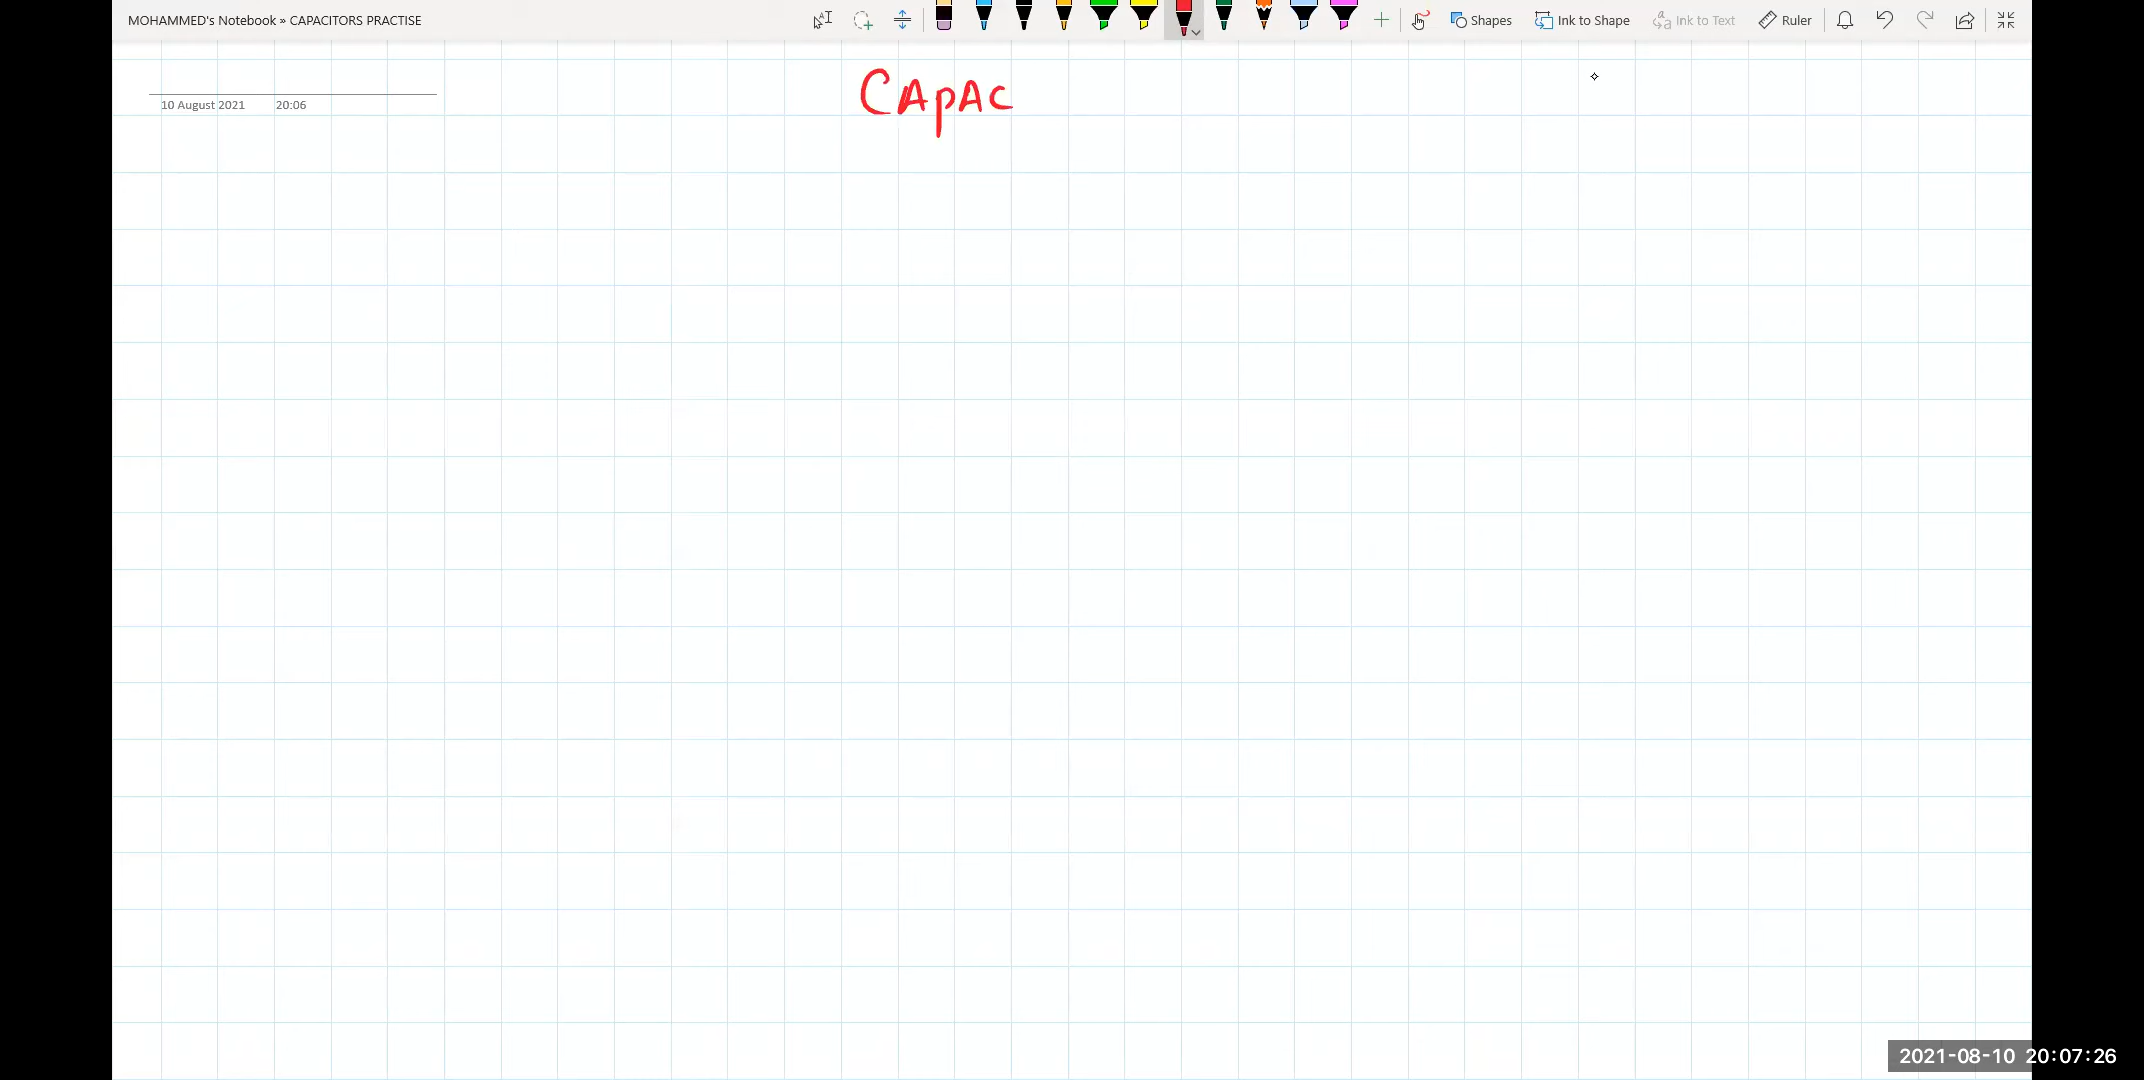 MOHAMMED's Notebook » CAPACITORS PRACTISE
Shapes
Ink to Shape
Ink to Text
Ruler
CApAc
10 August 2021 20:06
2021-08-10 20:07:26